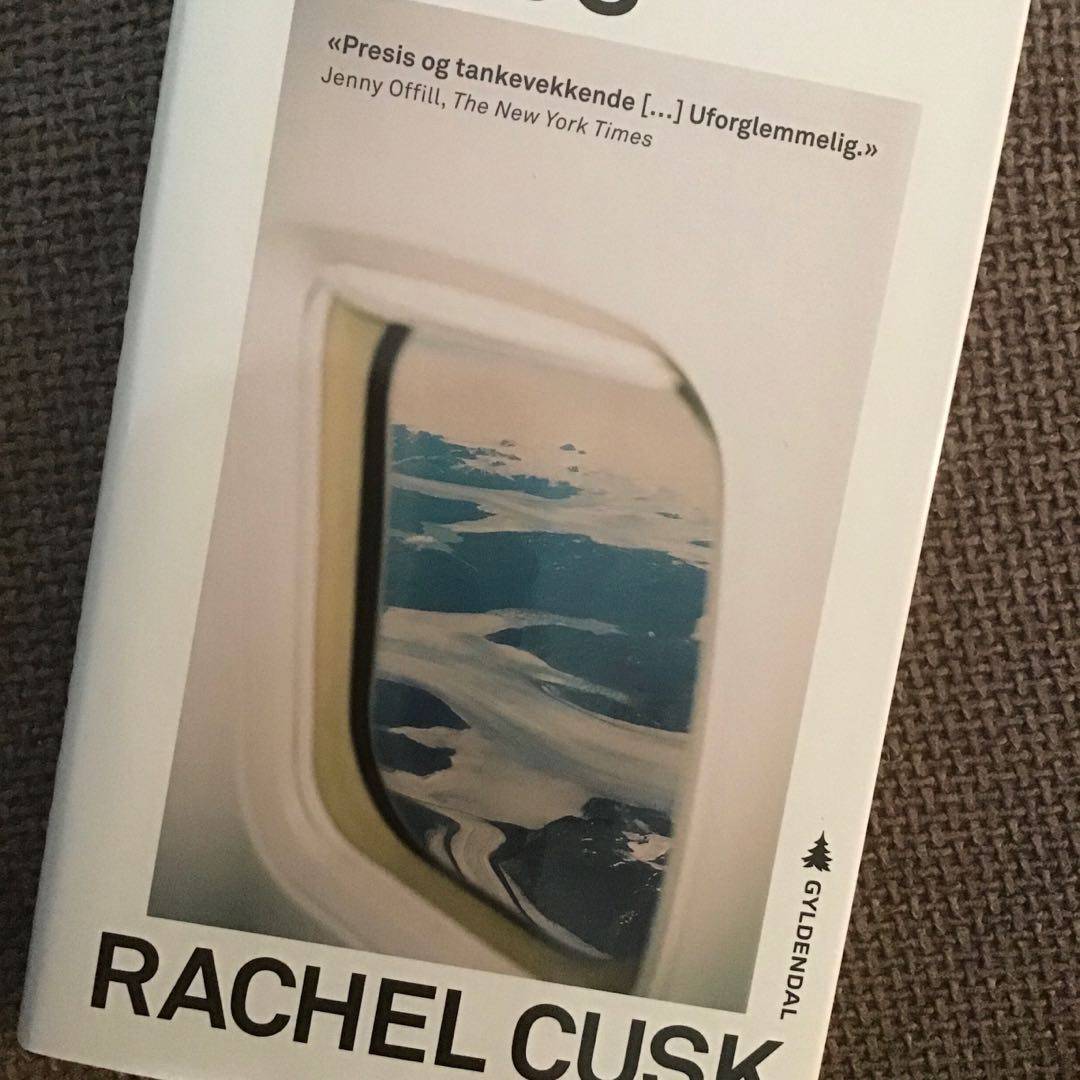 «Presis og tankevekkende [...] Uforglemmelig.»
Jenny Offill, The New York Times
GYLDENDAL
RACHEL CUSK